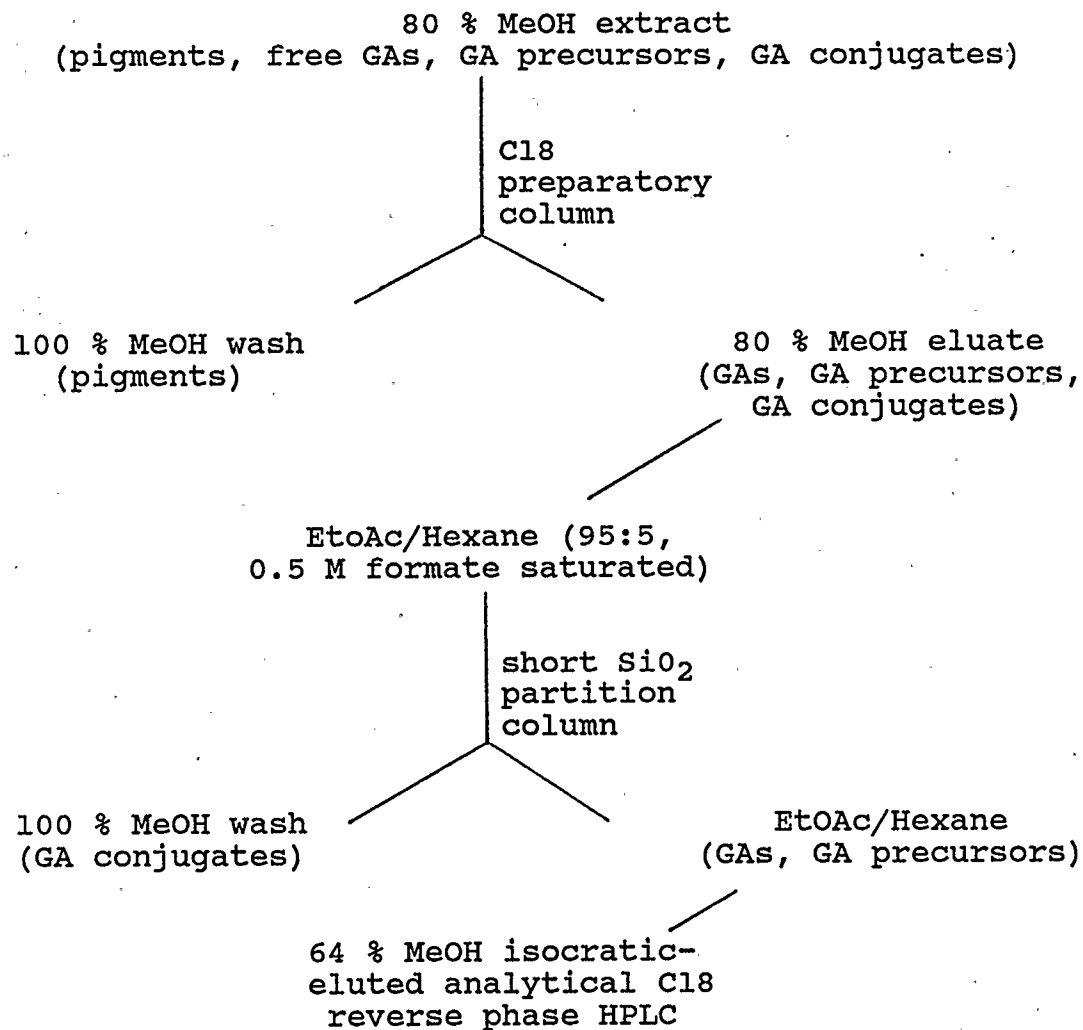 80 % MeOH extract
(pigments, free GAs, GA precursors, GA conjugates)
C18
preparatory
column
100 % MeOH wash
(pigments)
80 % MeOH eluate
(GAs, GA precursors,
GA conjugates)
EtoAc/Hexane (95:5,
0.5 M formate saturated)
short SiO2
partition
column
100 % MeOH wash
(GA conjugates)
EtOAc/Hexane
(GAs, GA precursors)
64 % MeOH isocratic-
eluted analytical C18
reverse phase HPLC